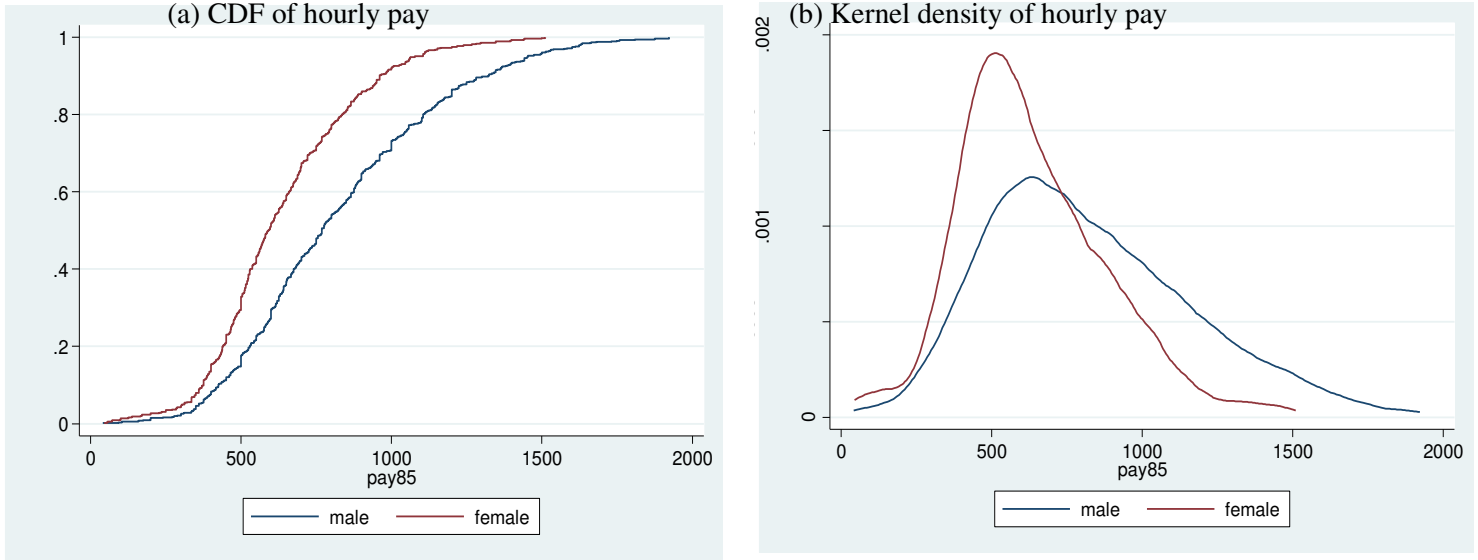 (a) CDF of hourly pay
1
.8
.6
.4
.2
0
0 500 1000 1500 2000
pay85
male female
(b) Kernel density of hourly pay
.002
.001
0
0 500 1000 1500 2000
pay85
male female